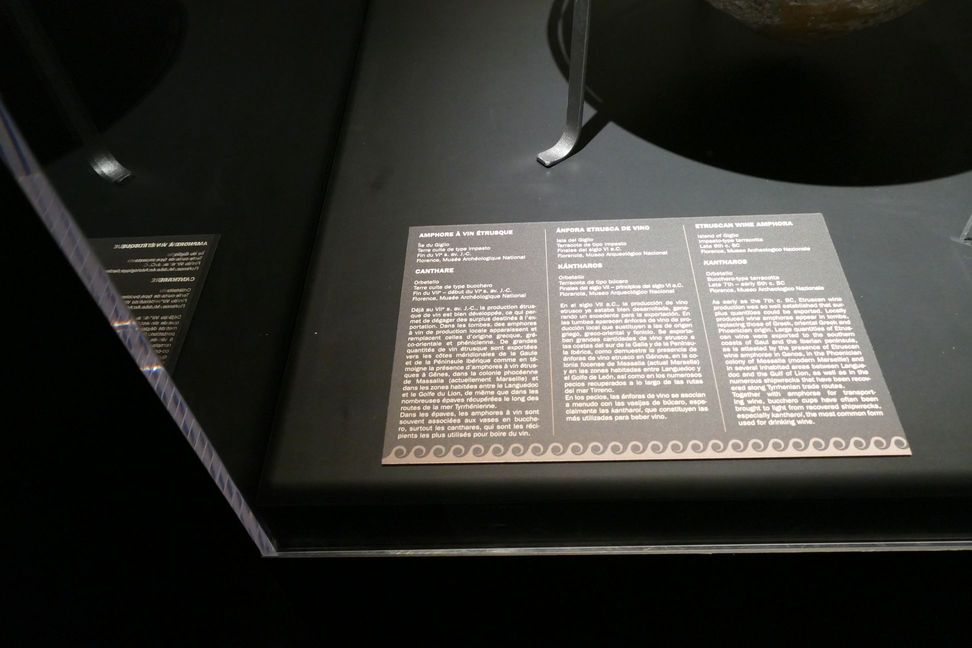 AMPHORE À VIN ÉTRUSQUE
Île du Giglio
Terre cuite de type impasto
Fin du VIᵉ s. av. J.-C.
Florence, Musée Archéologique National
CANTHARE
Orbetello
Terre cuite de type bucchero
Fin du VIIᵉ - début du VIᵉ s. av. J.-C.
Florence, Musée Archéologique National
Déjà au VIIᵉ s. av. J.-C., la production étrus-
que de vin est bien développée, ce qui per-
met de dégager des surplus destinés à l'ex-
portation. Dans les tombes, des amphores
à vin de production locale apparaissent et
remplacent celles d'origine grecque, gré-
co-orientale et phénicienne. De grandes
quantités de vin étrusque sont exportées
vers les côtes méridionales de la Gaule
et de la Péninsule ibérique comme en té-
moigne la présence d'amphores à vin étrus-
ques à Gênes, dans la colonie phocéenne
de Massalia (actuellement Marseille) et
dans les zones habitées entre le Languedoc
et le Golfe du Lion, de même que dans les
nombreuses épaves récupérées le long des
routes de la mer Tyrrhénienne.
Dans les épaves, les amphores à vin sont
souvent associées aux vases en bucche-
ro, surtout les canthares, qui sont les réci-
pients les plus utilisés pour boire du vin.
ÁNFORA ETRUSCA DE VINO
Isla del Giglio
Terracota de tipo impasto
Finales del siglo VI a.C.
Florencia, Museo Arqueológico Nacional
KÁNTHAROS
Orbetello
Terracota de tipo búcaro
Finales del siglo VII – principios del siglo VI a.C.
Florencia, Museo Arqueológico Nacional
En el siglo VII a.C., la producción de vino
etrusco ya estaba bien desarrollada, gene-
rando un excedente para la exportación. En
las tumbas aparecen ánforas de vino de pro-
ducción local que sustituyen a las de origen
griego, greco-oriental y fenicio. Se exporta-
ban grandes cantidades de vino etrusco a
las costas del sur de la Galia y de la Penínsu-
la Ibérica, como demuestra la presencia de
ánforas de vino etrusco en Génova, en la co-
lonia focense de Massalia (actual Marsella)
y en las zonas habitadas entre Languedoc y
el Golfo de León, así como en los numerosos
pecios recuperados a lo largo de las rutas
del mar Tirreno.
En los pecios, las ánforas de vino se asocian
a menudo con las vasijas de búcaro, espe-
cialmente las kantharoi, que constituyen las
más utilizadas para beber vino.
ETRUSCAN WINE AMPHORA
Island of Giglio
Impasto-type terracotta
Late 6th c. BC
Florence, Museo Archeologico Nazionale
KANTHAROS
Orbetello
Bucchero-type terracotta
Late 7th – early 6th c. BC
Florence, Museo Archeologico Nazionale
As early as the 7th c. BC, Etruscan wine
production was so well established that sur-
plus quantities could be exported. Locally
produced wine amphorae appear in tombs,
replacing those of Greek, oriental Greek and
Phoenician origin. Large quantities of Etrus-
can wine were exported to the southern
coasts of Gaul and the Iberian peninsula,
as is attested by the presence of Etruscan
wine amphorae in Genoa, in the Phocaean
colony of Massalia (modern Marseille) and
in several inhabited areas between Langue-
doc and the Gulf of Lion, as well as in the
numerous shipwrecks that have been recov-
ered along Tyrrhenian trade routes.
Together with amphorae for transport-
ing wine, bucchero cups have often been
brought to light from recovered shipwrecks,
especially kantharoi, the most common form
used for drinking wine.